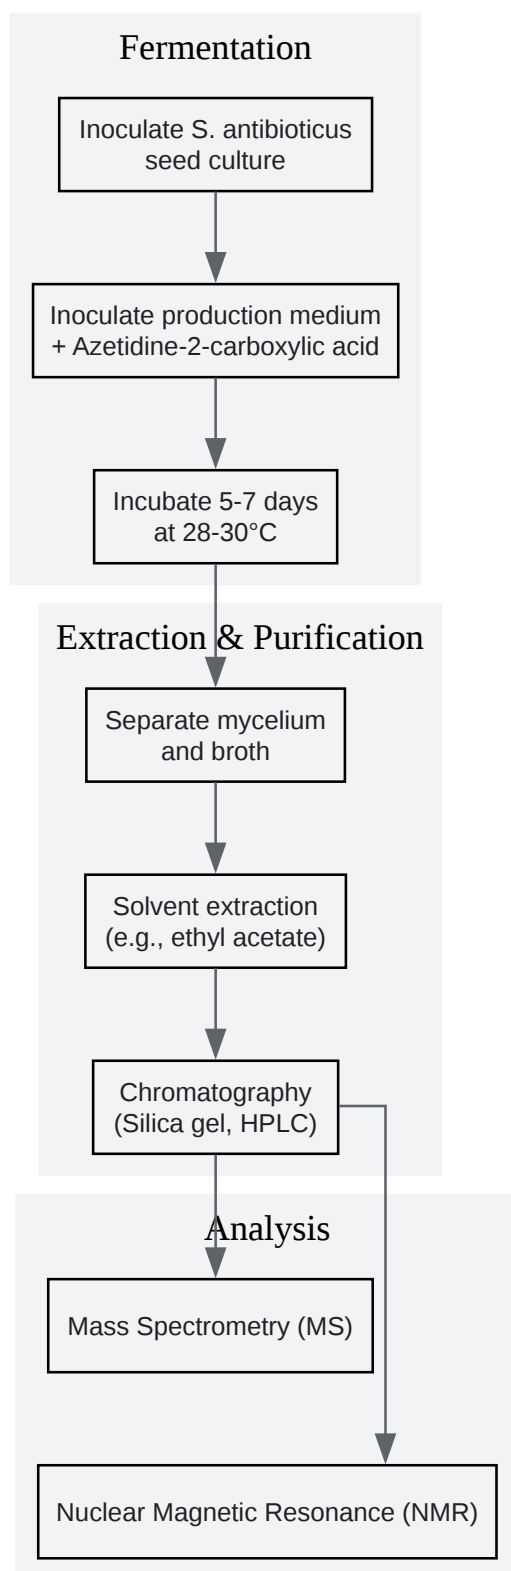 Fermentation
Inoculate S. antibioticus
seed culture
Inoculate production medium
+ Azetidine-2-carboxylic acid
Incubate 5-7 days
at 28-30°C
Extraction & Purification
Separate mycelium
and broth
Solvent extraction
(e.g., ethyl acetate)
Chromatography
(Silica gel, HPLC)
Analysis
Mass Spectrometry (MS)
Nuclear Magnetic Resonance (NMR)